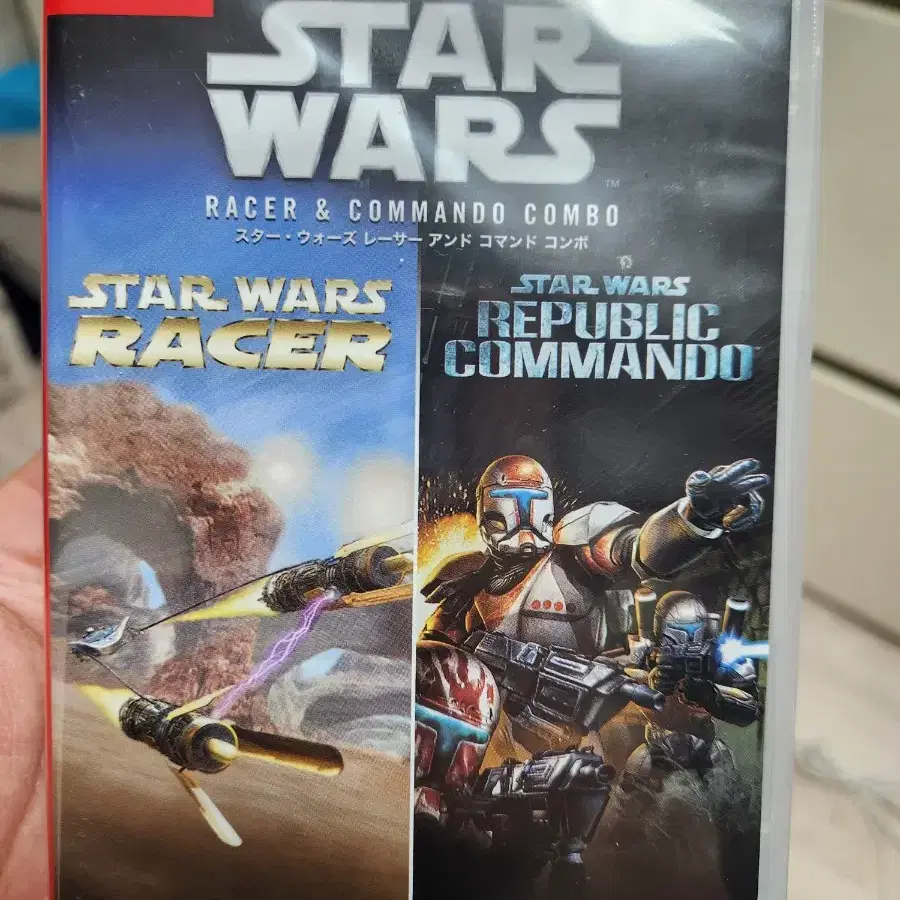 STAR
WARS
TM
RACER & COMMANDO COMBO
スター・ウォーズ レーサー アンド コマンド コンボ
STAR WARS
RACER
STAR WARS
REPUBLIC
COMMANDO